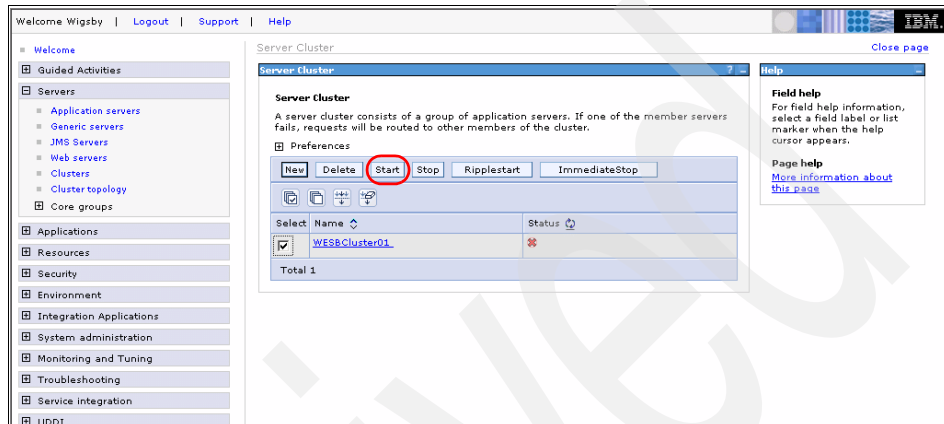 Welcome Wigsby | Logout | Support | Help
IBM.
Welcome
Guided Activities
Servers
Application servers
Generic servers
JMS Servers
Web servers
Clusters
Cluster topology
Core groups
Applications
Resources
Security
Environment
Integration Applications
System administration
Monitoring and Tuning
Troubleshooting
Service integration
UDDI
Server Cluster
Close page
Server Cluster ? -
Server Cluster
A server cluster consists of a group of application servers. If one of the member servers
fails, requests will be routed to other members of the cluster.
Preferences
New Delete Start Stop Ripplestart ImmediateStop
Select Name Status
WESBCluster01
Total 1
Help -
Field help
For field help information,
select a field label or list
marker when the help
cursor appears.
Page help
More information about
this page